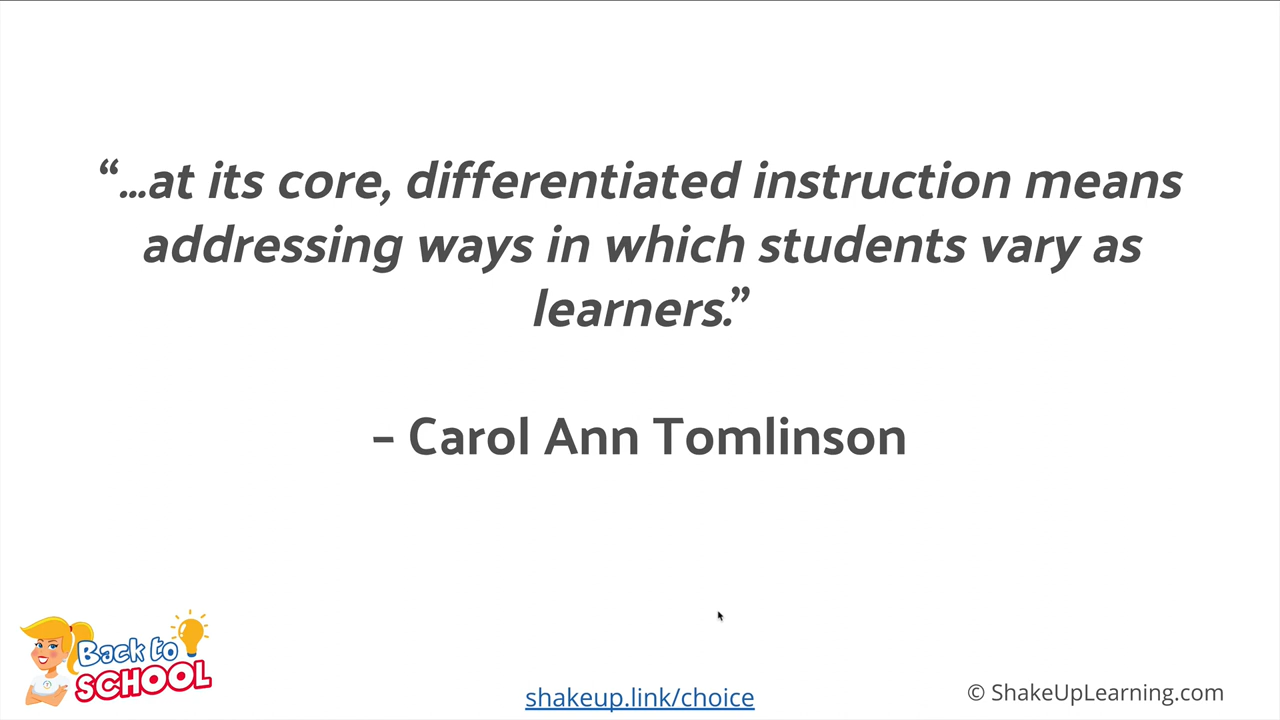 “…at its core, differentiated instruction means
addressing ways in which students vary as
learners.”
– Carol Ann Tomlinson
Back to
SCHOOL
shakeup.link/choice
© ShakeUpLearning.com